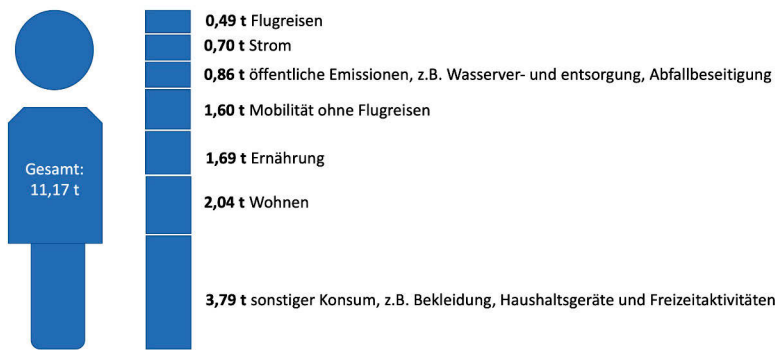 0,49 t Flugreisen
0,70 t Strom
0,86 t öffentliche Emissionen, z.B. Wasserver- und entsorgung, Abfallbeseitigung
1,60 t Mobilität ohne Flugreisen
Gesamt:
11,17 t
1,69 t Ernährung
2,04 t Wohnen
3,79 t sonstiger Konsum, z.B. Bekleidung, Haushaltsgeräte und Freizeitaktivitäten